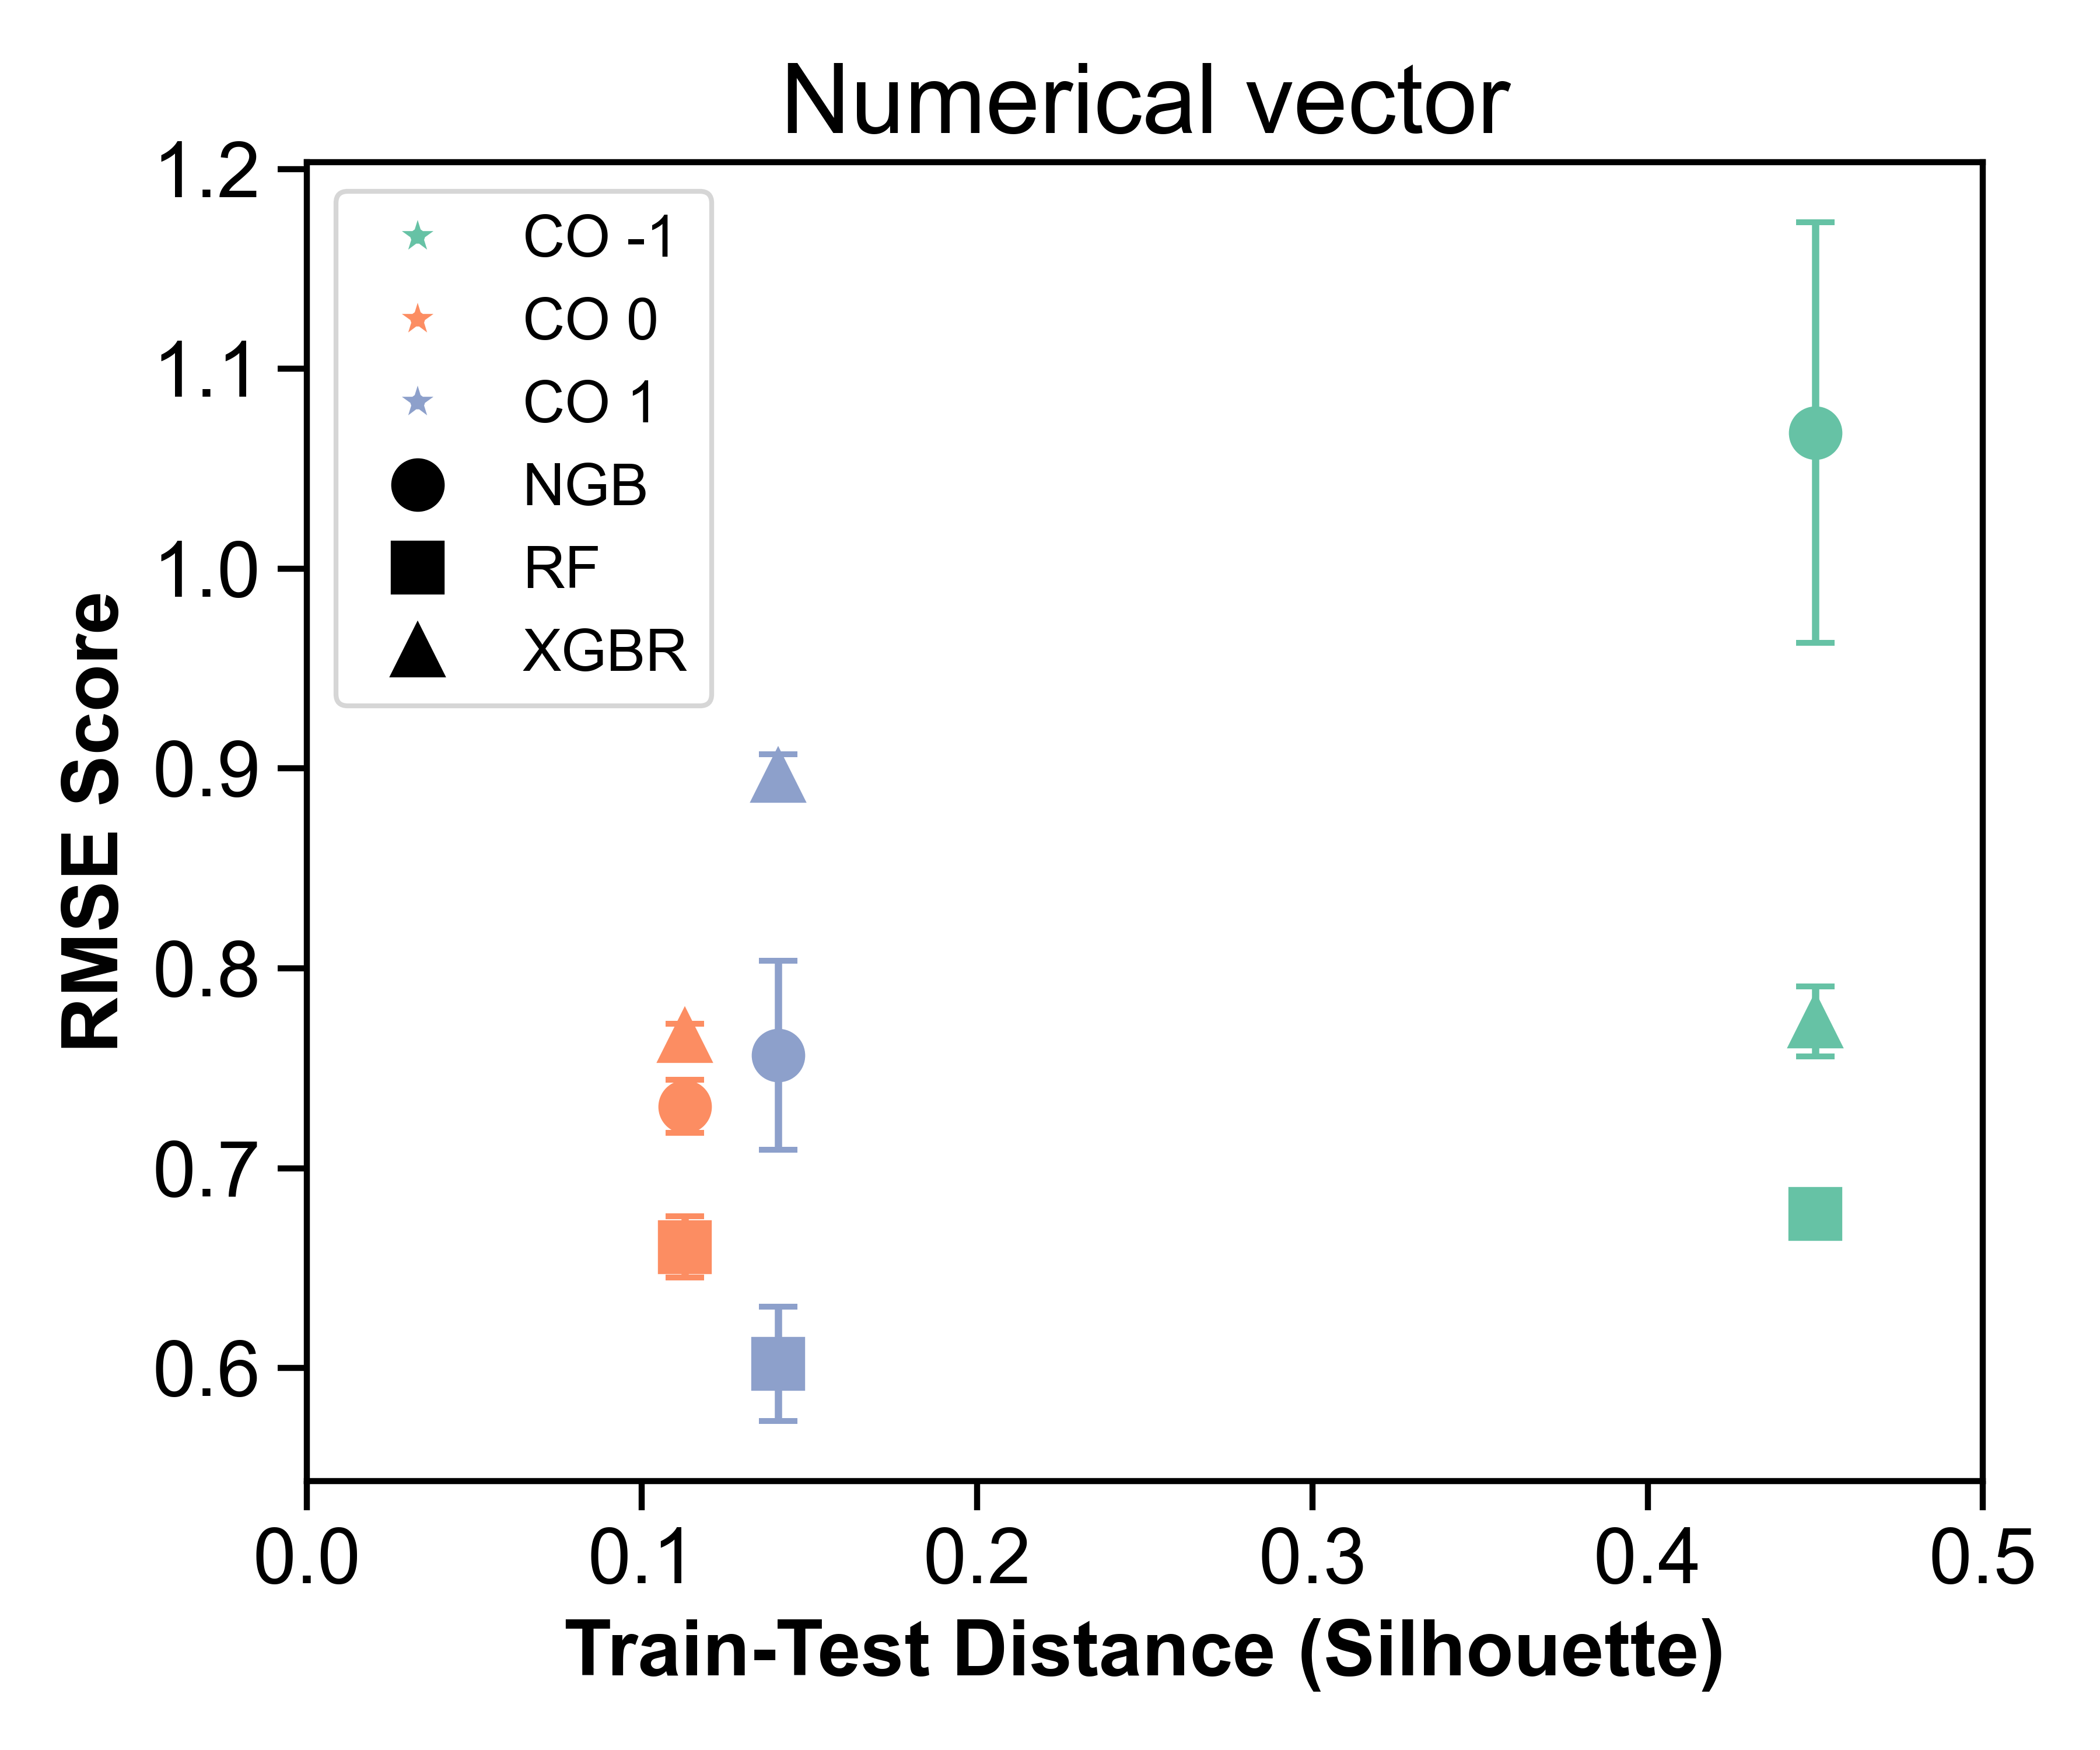 Numerical vector
1.2
1.1
1.0
0.9
0.8
0.7
0.6
RMSE Score
CO -1
CO 0
CO 1
NGB
RF
XGBR
0.0 0.1 0.2 0.3 0.4 0.5
Train-Test Distance (Silhouette)